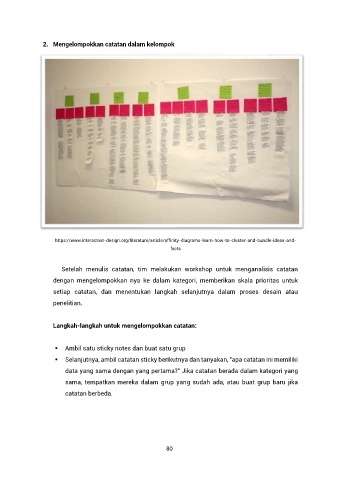 2. Mengelompokkan catatan dalam kelompok
https://www.interaction-design.org/literature/article/affinity-diagrams-learn-how-to-cluster-and-bundle-ideas-and-
facts
Setelah menulis catatan, tim melakukan workshop untuk menganalisis catatan
dengan mengelompokkan nya ke dalam kategori, memberikan skala prioritas untuk
setiap catatan, dan menentukan langkah selanjutnya dalam proses desain atau
penelitian.
Langkah-langkah untuk mengelompokkan catatan:
▪ Ambil satu sticky notes dan buat satu grup
▪ Selanjutnya, ambil catatan sticky berikutnya dan tanyakan, “apa catatan ini memiliki
data yang sama dengan yang pertama?” Jika catatan berada dalam kategori yang
sama, tempatkan mereka dalam grup yang sudah ada, atau buat grup baru jika
catatan berbeda.
80